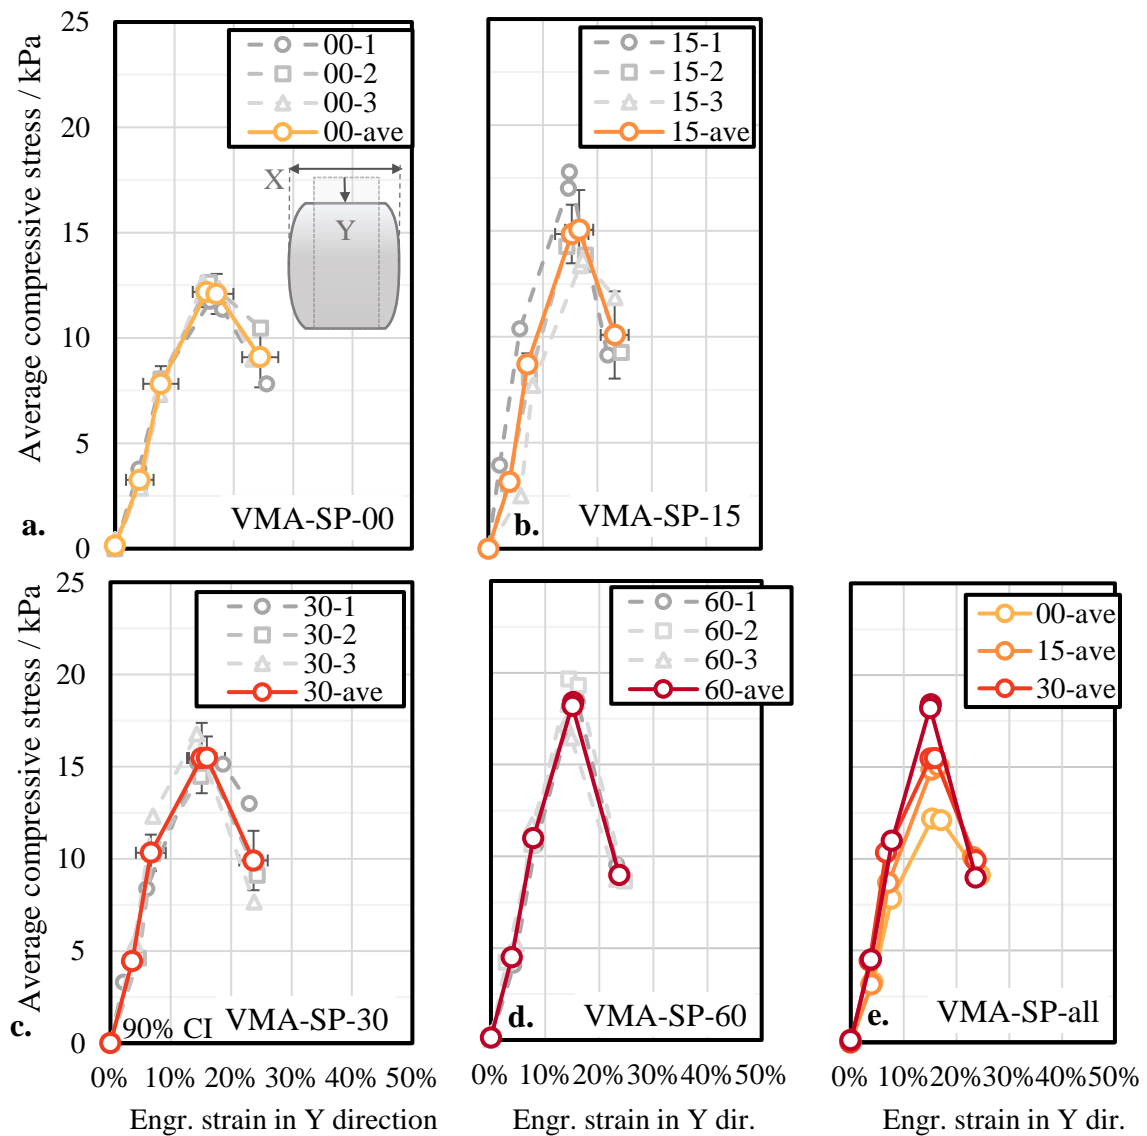 Average compressive stress / kPa
25
20
15
10
5
0
00-1
00-2
00-3
00-ave
X
Y
a.
VMA-SP-00
15-1
15-2
15-3
15-ave
b.
VMA-SP-15
Average compressive stress / kPa
25
20
15
10
5
0
30-1
30-2
30-3
30-ave
c.
90% CI
VMA-SP-30
0% 10% 20% 30% 40% 50%
Engr. strain in Y direction
60-1
60-2
60-3
60-ave
d.
VMA-SP-60
0% 10% 20% 30% 40% 50%
Engr. strain in Y dir.
00-ave
15-ave
30-ave
e.
VMA-SP-all
0% 10% 20% 30% 40% 50%
Engr. strain in Y dir.